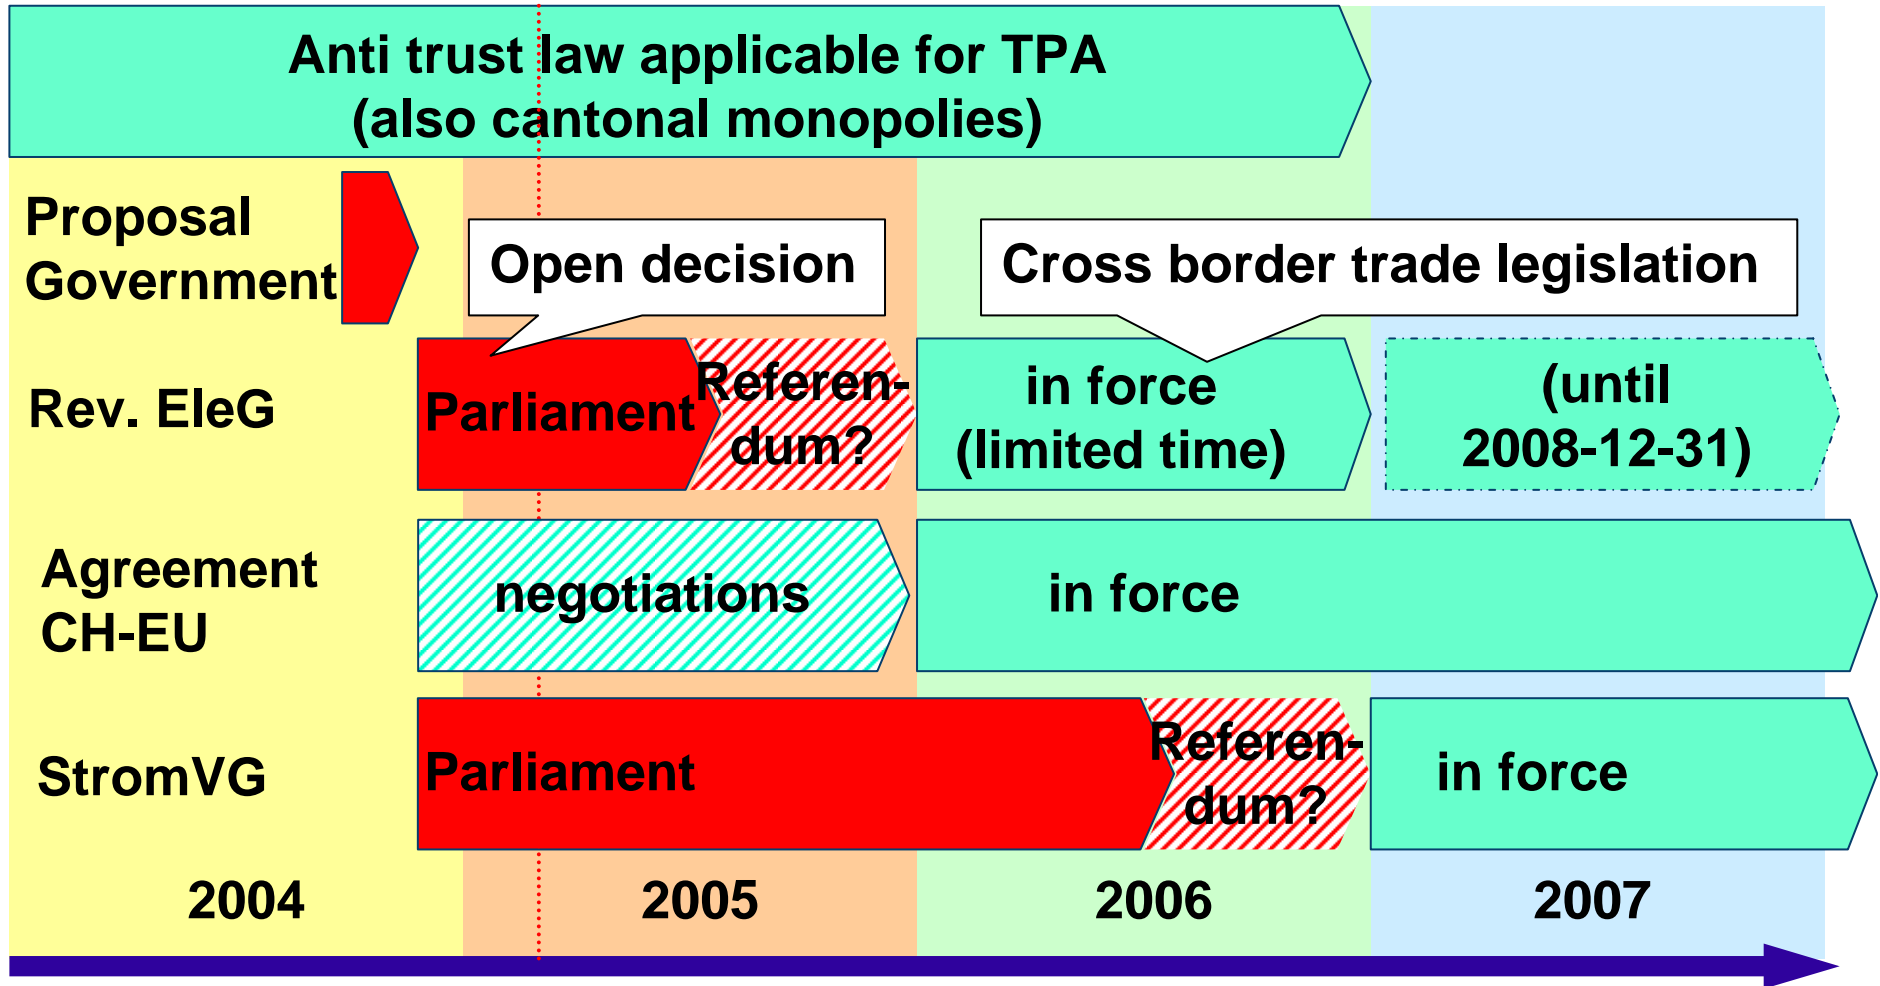 Anti trust law applicable for TPA
(also cantonal monopolies)
Proposal
Government
Open decision
Cross border trade legislation
Rev. EleG
Parliament
Referen-
dum?
in force
(limited time)
(until
2008-12-31)
Agreement
CH-EU
negotiations
in force
StromVG
Parliament
Referen-
dum?
in force
2004
2005
2006
2007